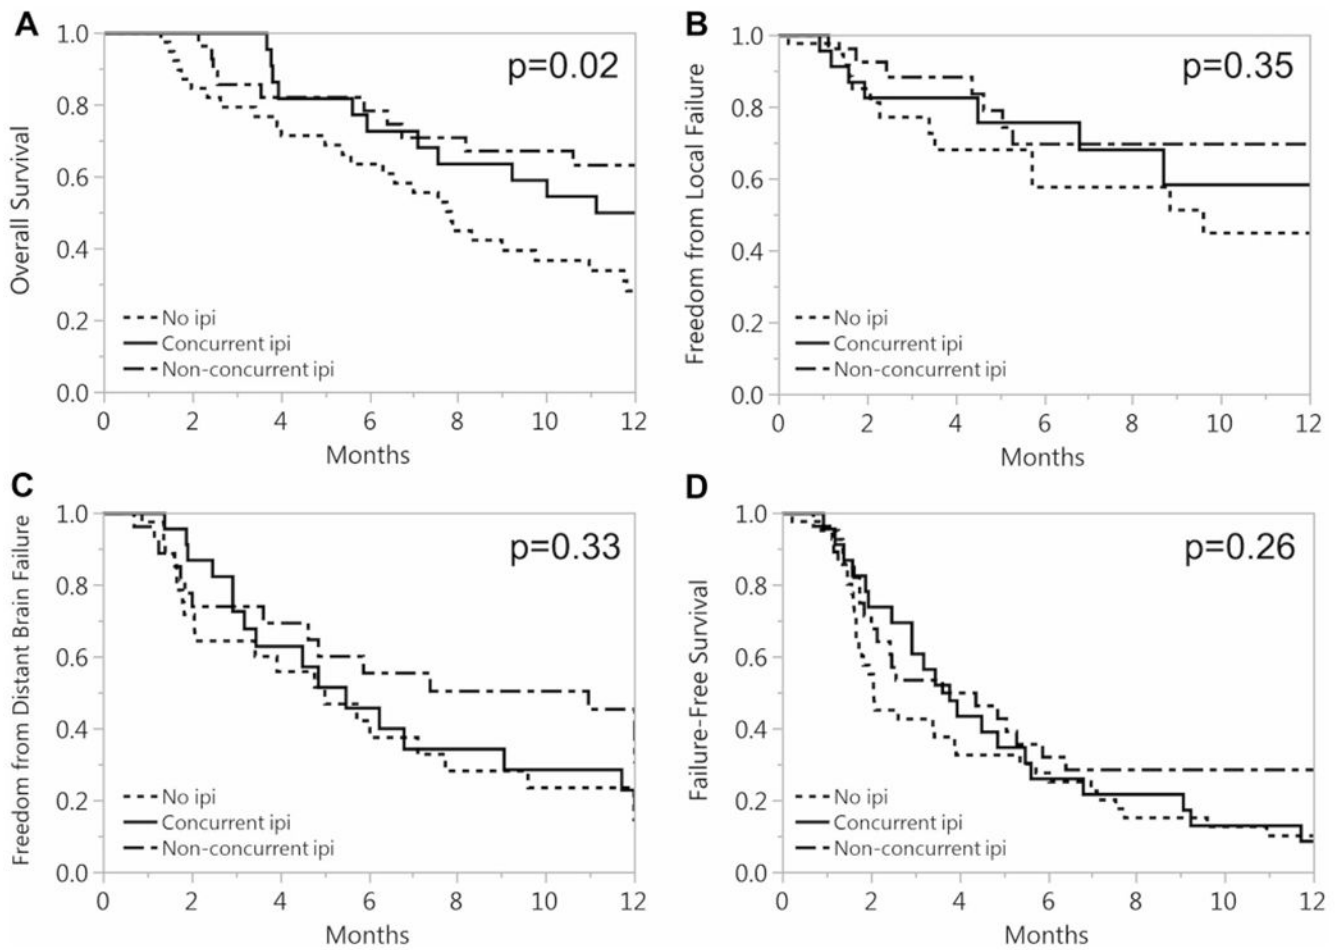 A
p=0.02
Overall Survival
1.0
0.8
0.6
0.4
0.2
0.0
No ipi
Concurrent ipi
Non-concurrent ipi
0 2 4 6 8 10 12
Months
B
p=0.35
Freedom from Local Failure
1.0
0.8
0.6
0.4
0.2
0.0
No ipi
Concurrent ipi
Non-concurrent ipi
0 2 4 6 8 10 12
Months
C
p=0.33
Freedom from Distant Brain Failure
1.0
0.8
0.6
0.4
0.2
0.0
No ipi
Concurrent ipi
Non-concurrent ipi
0 2 4 6 8 10 12
Months
D
p=0.26
Failure-Free Survival
1.0
0.8
0.6
0.4
0.2
0.0
No ipi
Concurrent ipi
Non-concurrent ipi
0 2 4 6 8 10 12
Months